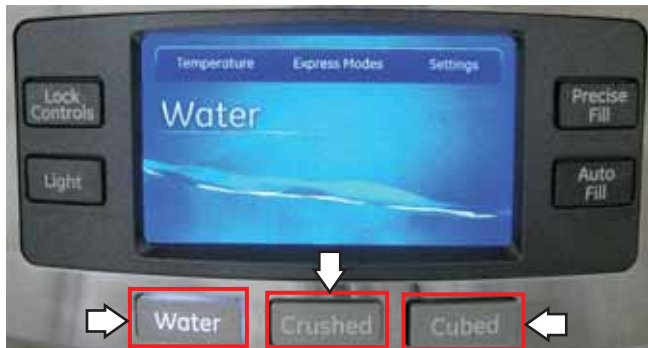 Temperature Express Modes Settings
Lock
Controls
Water
Precise
Fill
Light
Auto
Fill
Water Crushed Cubed